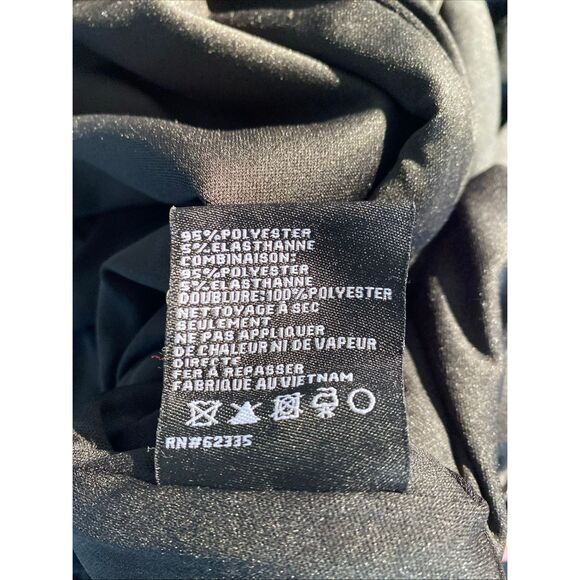 95%POLYESTER
5%ELASTHANNE
COMBINAISON:
95%POLYESTER
5%ELASTHANNE
DOUBLURE:100%POLYESTER
NETTOYAGE À SEC
SEULEMENT
NE PAS APPLIQUER
DE CHALEUR NI DE VAPEUR
DIRECTE
FER À REPASSER
FABRIQUÉ AU VIETNAM
RN#62335